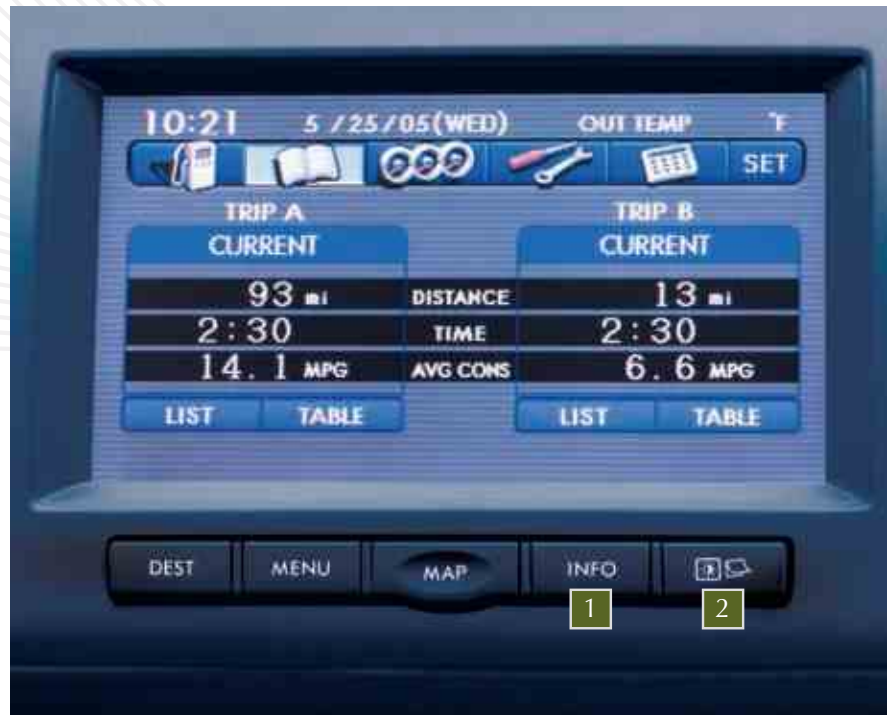 10:21 5 /25/05(WED) OUT TEMP °F
SET
TRIP A TRIP B
CURRENT CURRENT
93 mi DISTANCE 13 mi
2:30 TIME 2:30
14. 1 MPG AVG CONS 6. 6 MPG
LIST TABLE LIST TABLE
DEST MENU MAP INFO
1 2